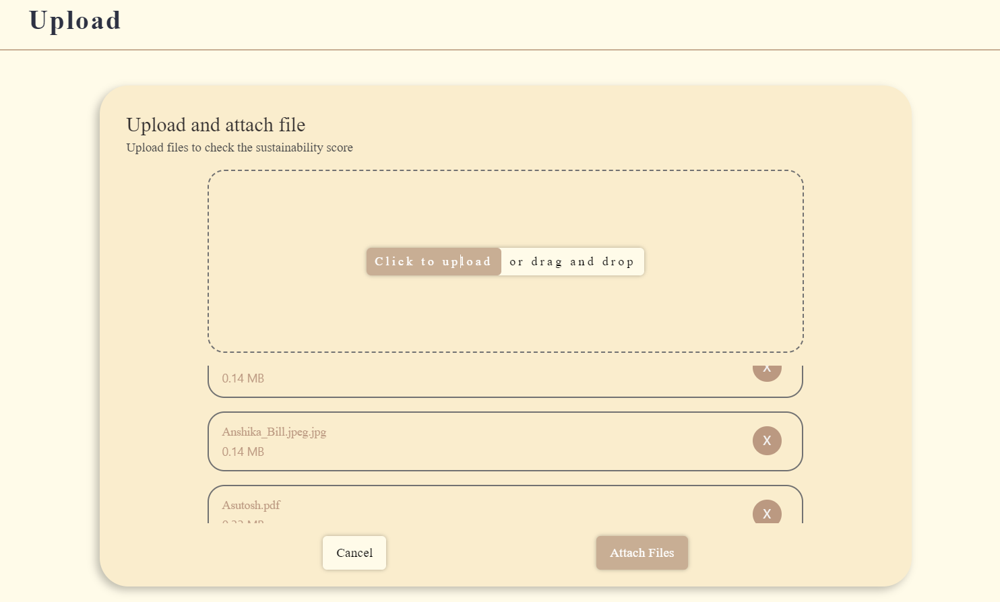 Upload
Upload and attach file
Upload files to check the sustainability score
Click to upload or drag and drop
0.14 MB
X
Anshika_Bill.jpeg.jpg
0.14 MB
X
Asutosh.pdf
X
Cancel
Attach Files